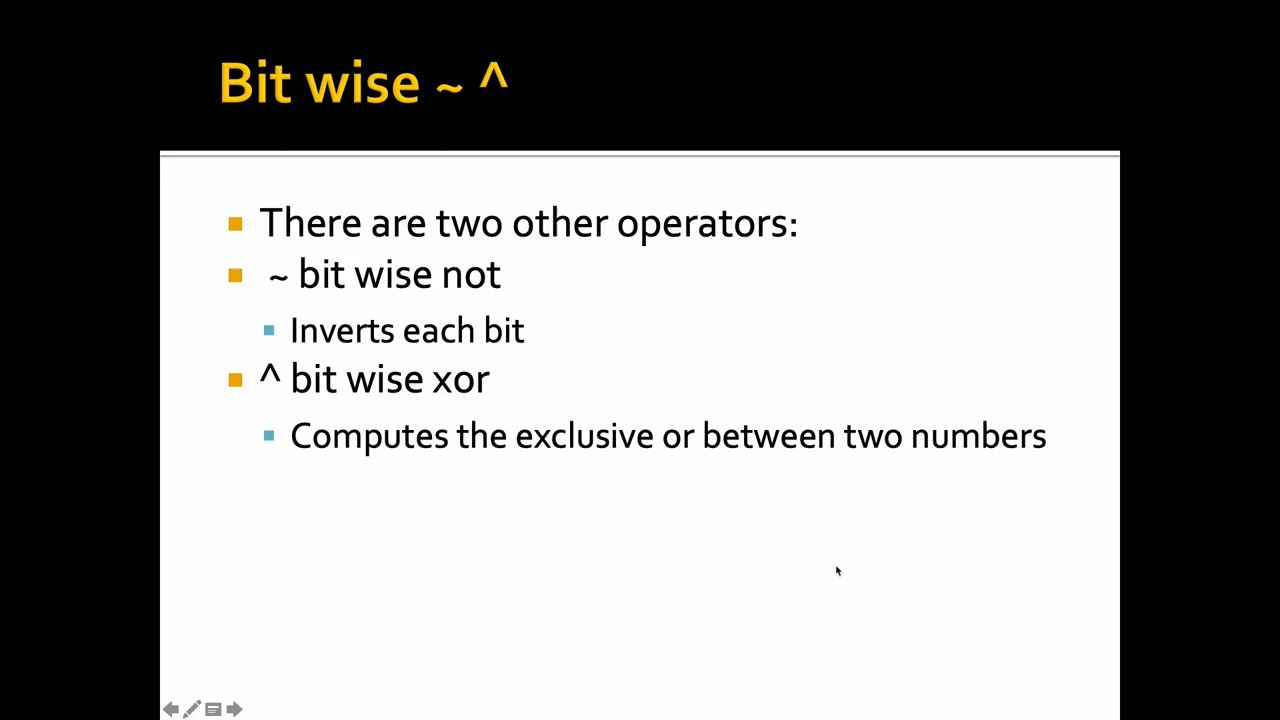 Bit wise ~ ^
There are two other operators:
~ bit wise not
Inverts each bit
^ bit wise xor
Computes the exclusive or between two numbers